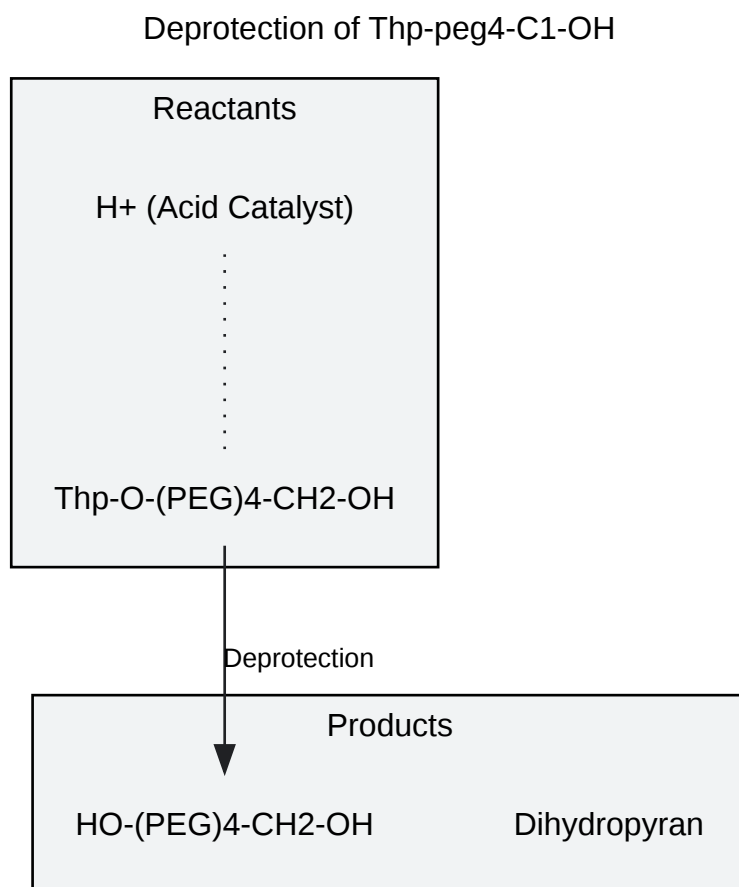 Deprotection of Thp-peg4-C1-OH
Reactants
H+ (Acid Catalyst)
Thp-O-(PEG)4-CH2-OH
Deprotection
Products
HO-(PEG)4-CH2-OH
Dihydropyran